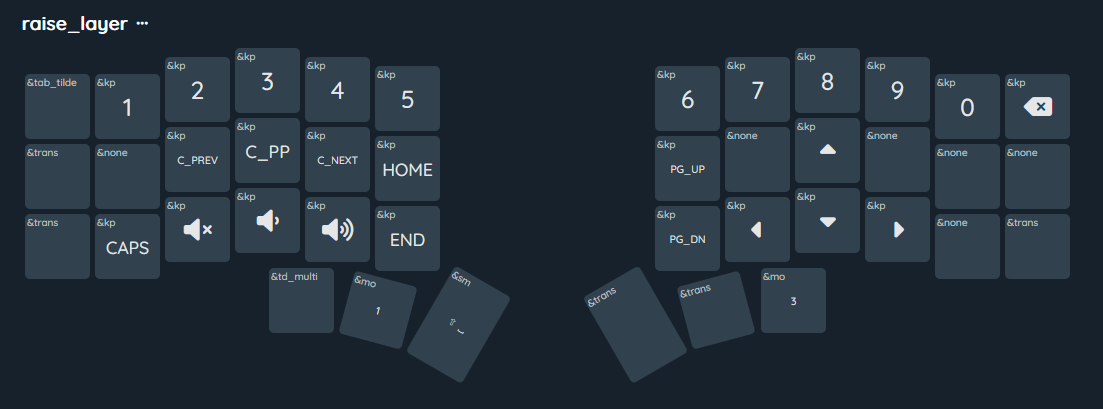 raise_layer ···
&tab_tilde &kp &kp &kp &kp &kp &kp &kp &kp &kp &kp &kp
1 2 3 4 5 6 7 8 9 0
&trans &none &kp &kp &kp &kp &kp &none &kp &none &none &none
C_PREV C_PP C_NEXT HOME PG_UP
&trans &kp &kp &kp &kp &kp &kp &kp &kp &kp &none &trans
CAPS END PG_DN
&td_multi &mo &sm &trans &trans &mo
1 ⇧ ⎵ 3